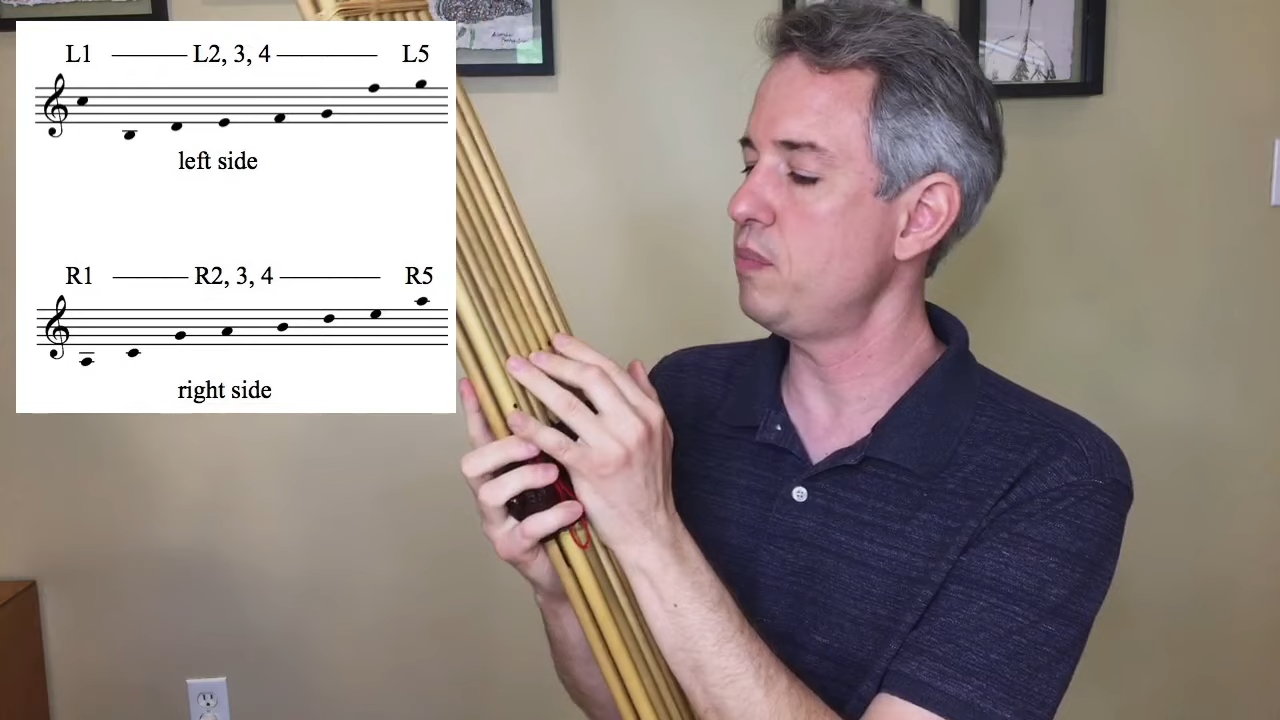 L1 ——— L2, 3, 4 ———— L5
left side
R1 ——— R2, 3, 4 ———— R5
right side